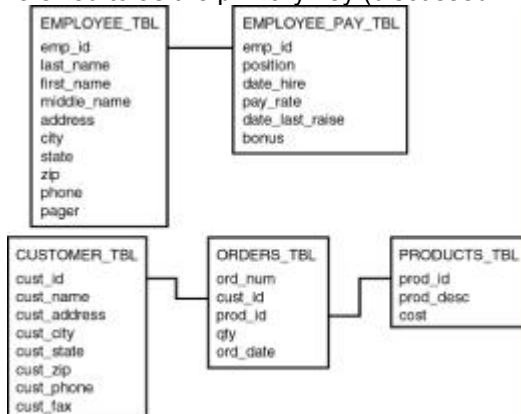 EMPLOYEE_TBL
emp_id
last_name
first_name
middle_name
address
city
state
zip
phone
pager
EMPLOYEE_PAY_TBL
emp_id
position
date_hire
pay_rate
date_last_raise
bonus
CUSTOMER_TBL
cust_id
cust_name
cust_address
cust_city
cust_state
cust_zip
cust_phone
cust_fax
ORDERS_TBL
ord_num
cust_id
prod_id
qty
ord_date
PRODUCTS_TBL
prod_id
prod_desc
cost